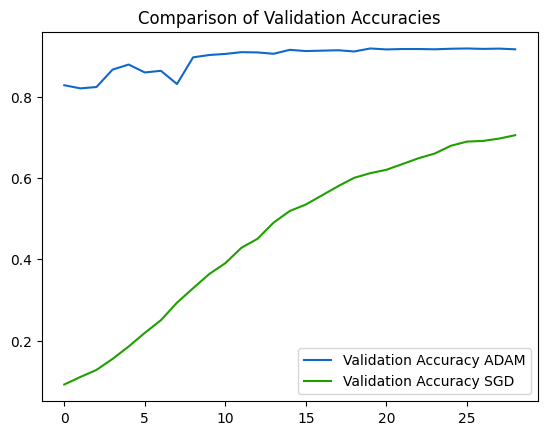 Comparison of Validation Accuracies
0.8
0.6
0.4
0.2
Validation Accuracy ADAM
Validation Accuracy SGD
0 5 10 15 20 25